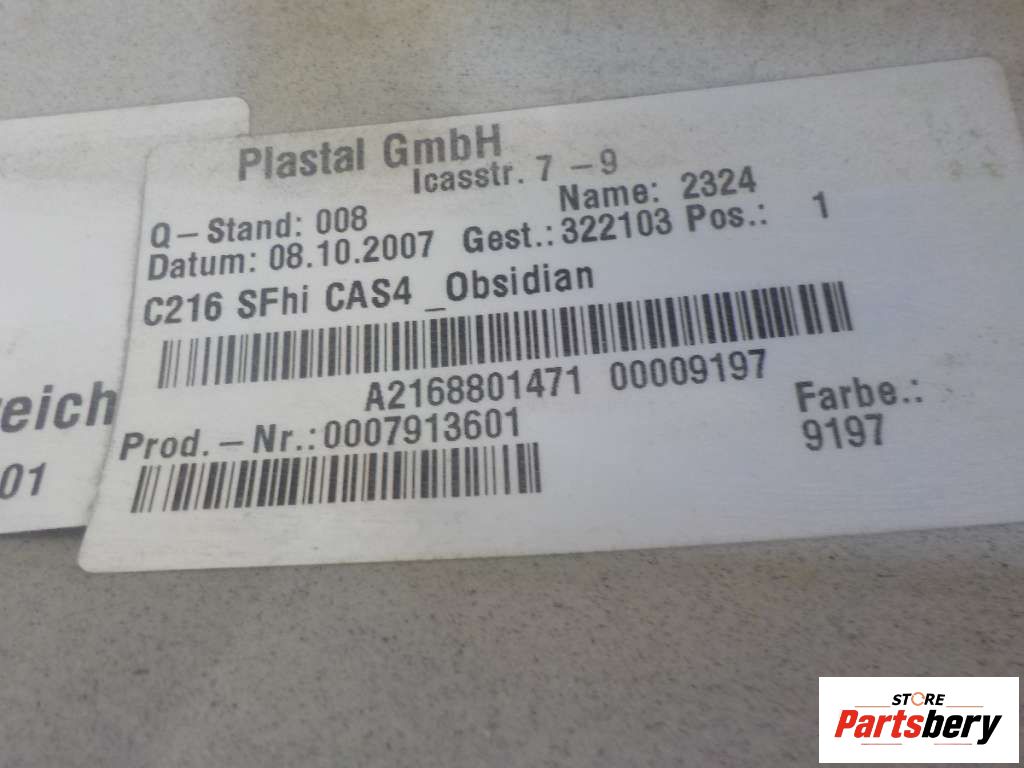 Plastal GmbH
Icasstr. 7 - 9
Q-Stand: 008 Name: 2324
Datum: 08.10.2007 Gest.: 322103 Pos.: 1
C216 SFhi CAS4 _Obsidian
A2168801471 00009197
Prod.-Nr.:0007913601
Farbe.:
9197
eich
01
STORE
Partsbery